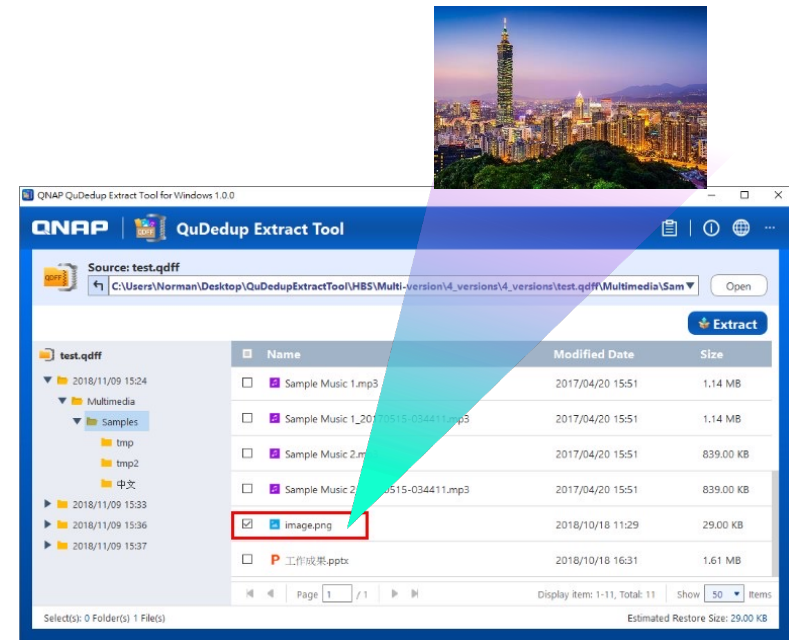 QNAP QuDedup Extract Tool for Windows 1.0.0
QNAP QuDedup Extract Tool
Source: test.qdff
C:\Users\Norman\Desktop\QuDedupExtractTool\HBS\Multi-version\4_versions\4_versions\test.qdff\Multimedia\Sam Open
Extract
test.qdff
Name Modified Date Size
2018/11/09 15:24
Multimedia
Samples
tmp
tmp2
中文
2018/11/09 15:33
2018/11/09 15:36
2018/11/09 15:37
Sample Music 1.mp3 2017/04/20 15:51 1.14 MB
Sample Music 1_20170515-034411.mp3 2017/04/20 15:51 1.14 MB
Sample Music 2.m 2017/04/20 15:51 839.00 KB
Sample Music 2 515-034411.mp3 2017/04/20 15:51 839.00 KB
image.png 2018/10/18 11:29 29.00 KB
工作成果.pptx 2018/10/18 16:31 1.61 MB
Page 1 / 1 Display item: 1-11, Total: 11 Show 50 Items
Select(s): 0 Folder(s) 1 File(s) Estimated Restore Size: 29.00 KB